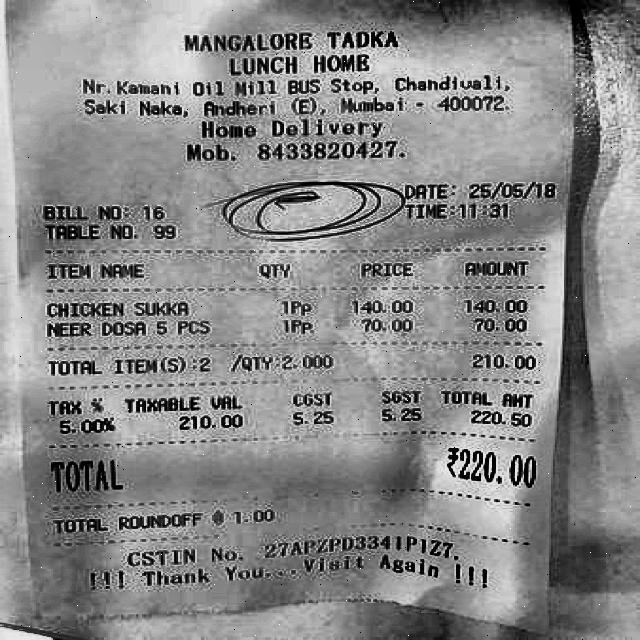 MANGALORE TADKA
LUNCH HOME
Nr. Kamani Oil Mill BUS Stop, Chandivali,
Saki Naka, Andheri (E), Mumbai - 400072.
Home Delivery
Mob. 8433820427.
BILL NO: 16 DATE: 25/05/18
TABLE NO. 99 TIME:11:31
ITEM NAME QTY PRICE AMOUNT
CHICKEN SUKKA 1Pp 140.00 140.00
NEER DOSA 5 PCS 1Pp 70.00 70.00
TOTAL ITEM(S):2 /QTY:2.000 210.00
TAX % TAXABLE VAL CGST SGST TOTAL AMT
5.00% 210.00 5.25 5.25 220.50
TOTAL ₹220.00
TOTAL ROUNDOFF @ 1.00
CSTIN No. 27APZPD3341P1Z7.
!!! Thank You...Visit Again !!!